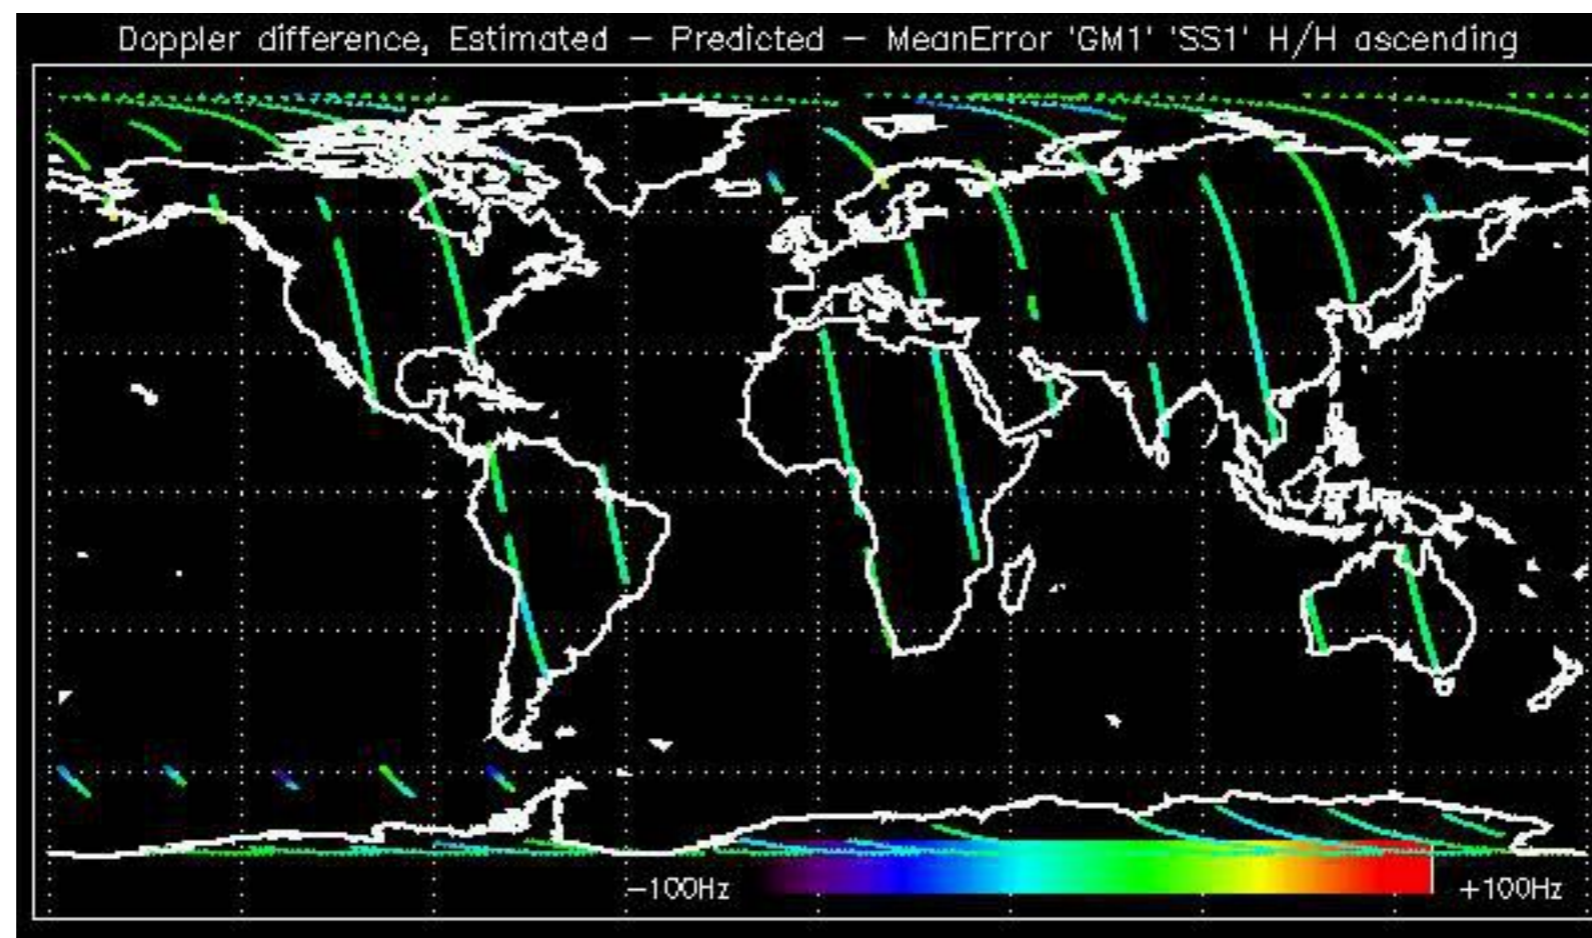 Doppler difference, Estimated – Predicted – MeanError 'GM1' 'SS1' H/H ascending
–100Hz +100Hz